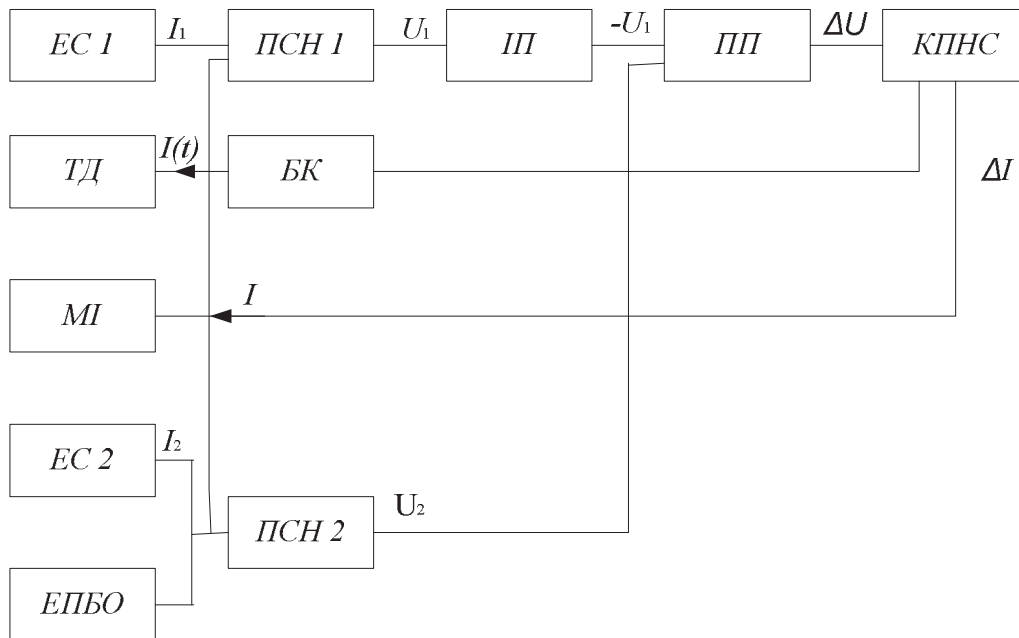 ЕС 1
I₁
ПСН 1
U₁
ІП
-U₁
ПП
ΔU
КПНС
ТД
I(t)
БК
ΔI
МІ
I
ЕС 2
I₂
ПСН 2
U₂
ЕПБО